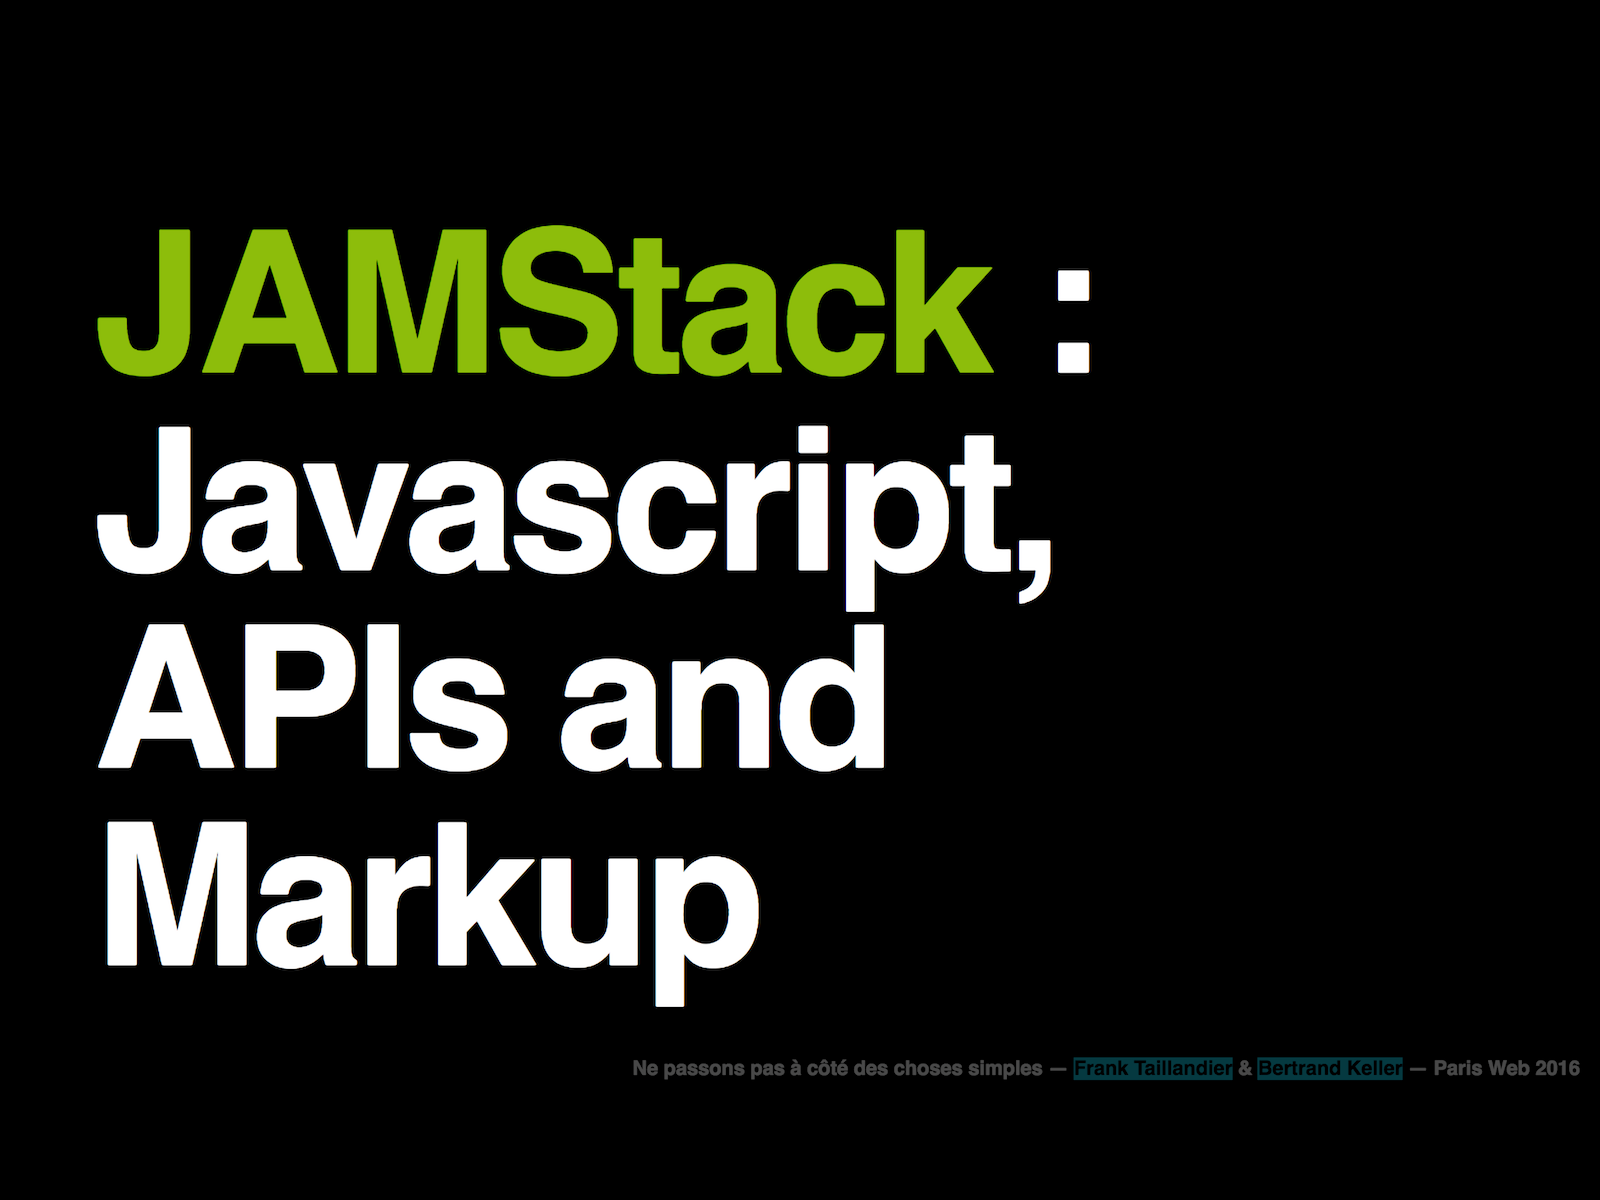 JAMStack :
Javascript,
APIs and
Markup
Ne passons pas à côté des choses simples — Frank Taillandier & Bertrand Keller — Paris Web 2016